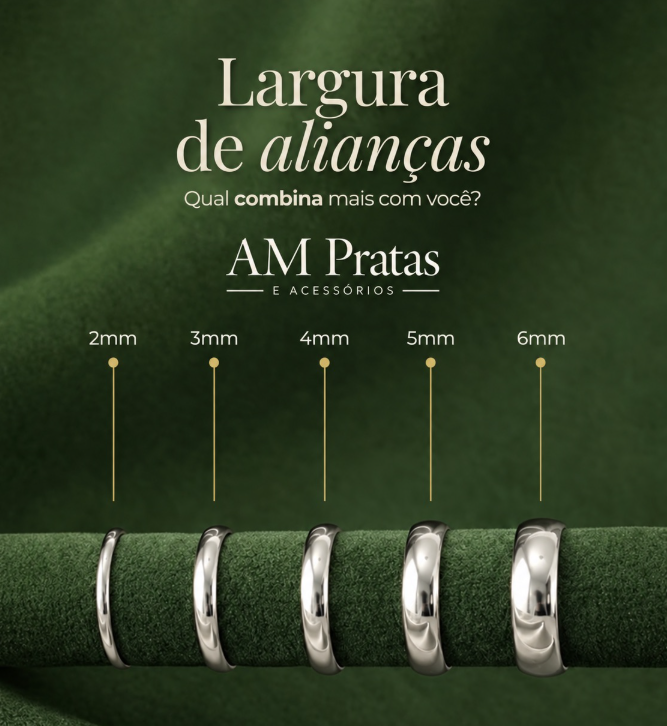 Largura
de alianças
Qual combina mais com você?
AM Pratas
E ACESSÓRIOS
2mm 3mm 4mm 5mm 6mm